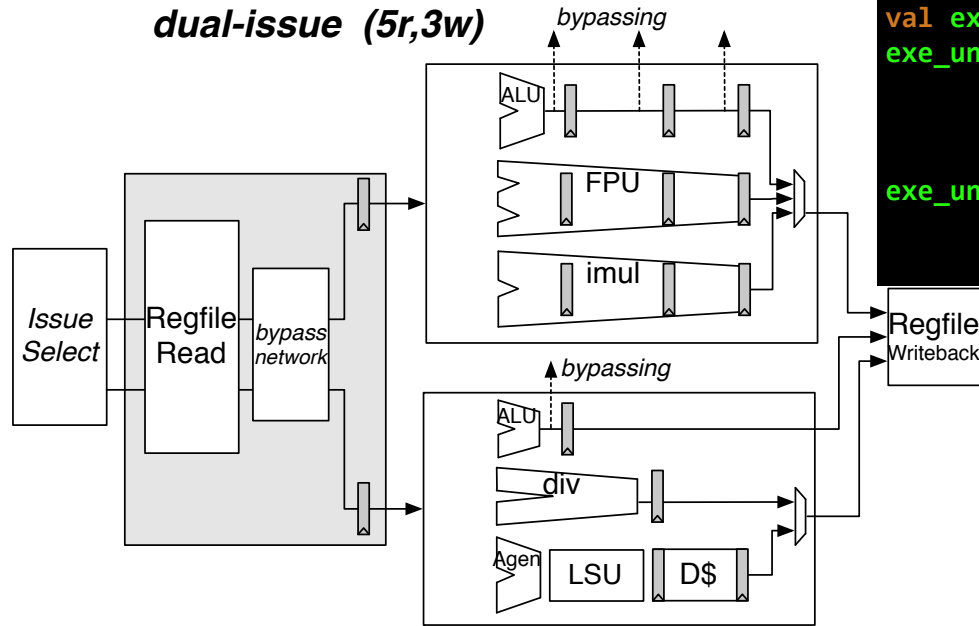 dual-issue (5r,3w)
bypassing
val ex
exe_un
exe_un
ALU
FPU
imul
Issue
Select
Regfile
Read
bypass
network
Regfile
Writeback
bypassing
ALU
div
Agen
LSU
D$